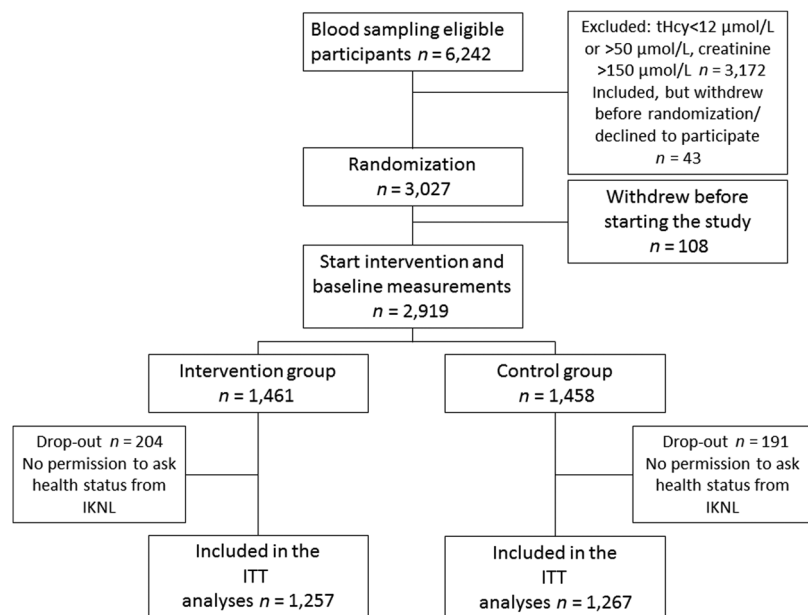 Blood sampling eligible
participants n = 6,242
Excluded: tHcy<12 µmol/L
or >50 µmol/L, creatinine
>150 µmol/L n = 3,172
Included, but withdrew
before randomization/
declined to participate
n = 43
Randomization
n = 3,027
Withdrew before
starting the study
n = 108
Start intervention and
baseline measurements
n = 2,919
Intervention group
n = 1,461
Control group
n = 1,458
Drop-out n = 204
No permission to ask
health status from
IKNL
Drop-out n = 191
No permission to ask
health status from
IKNL
Included in the
ITT
analyses n = 1,257
Included in the
ITT
analyses n = 1,267